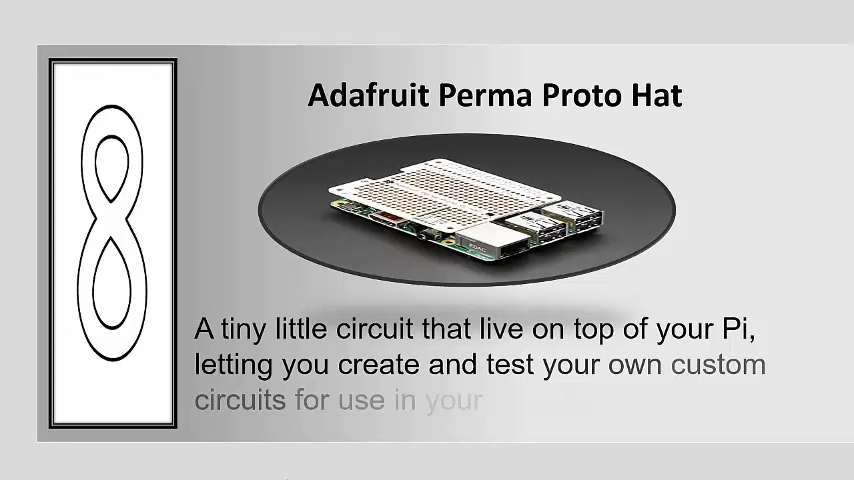 8
Adafruit Perma Proto Hat
A tiny little circuit that live on top of your Pi,
letting you create and test your own custom
circuits for use in your